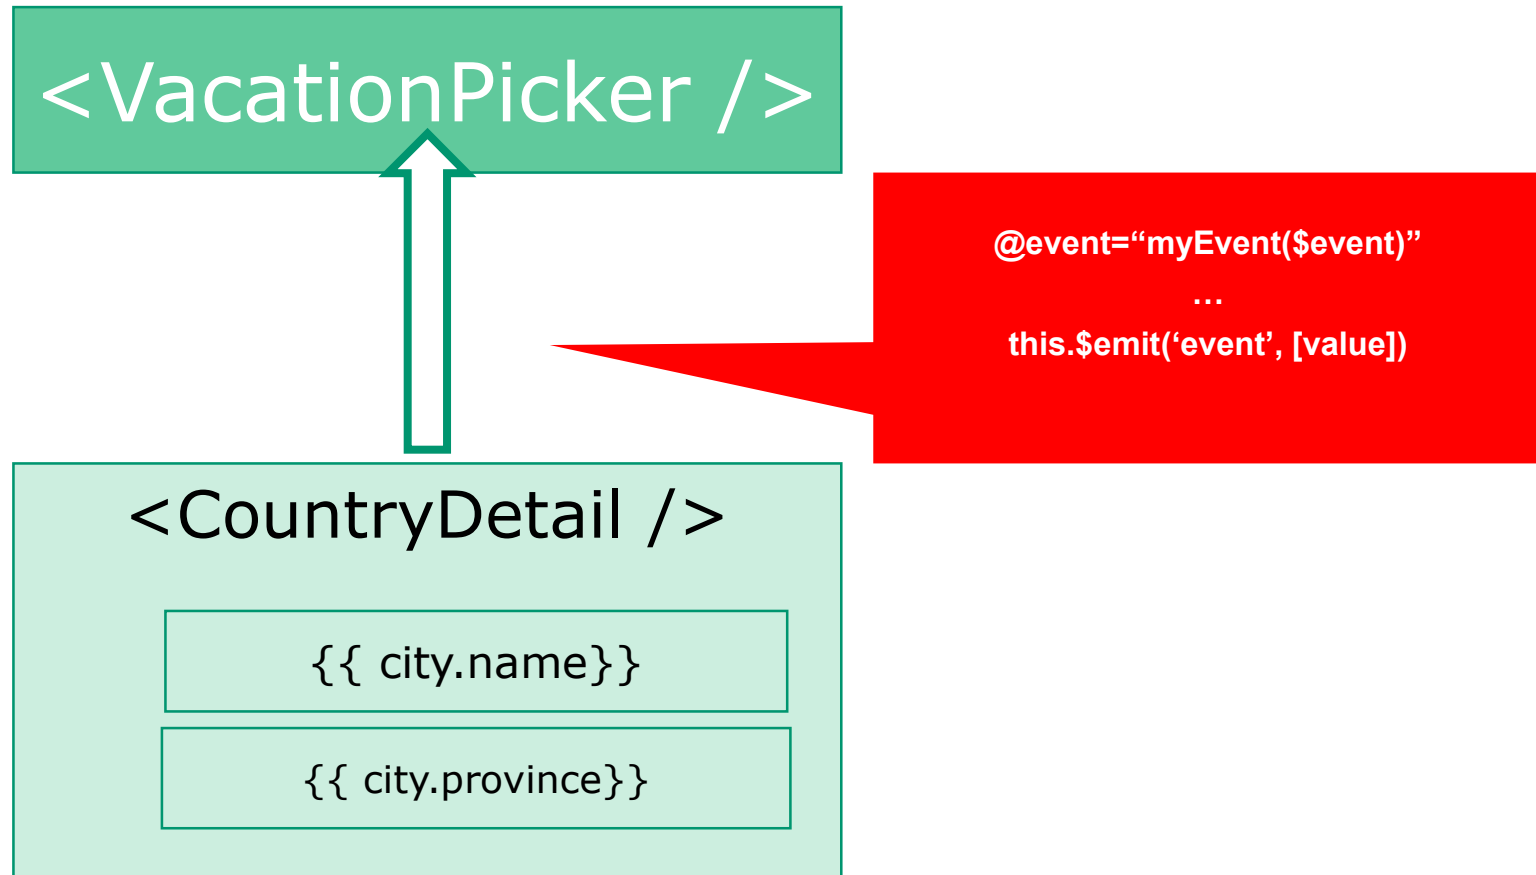 <VacationPicker />
@event=“myEvent($event)”
…
this.$emit(‘event’, [value])
<CountryDetail />
{{ city.name}}
{{ city.province}}